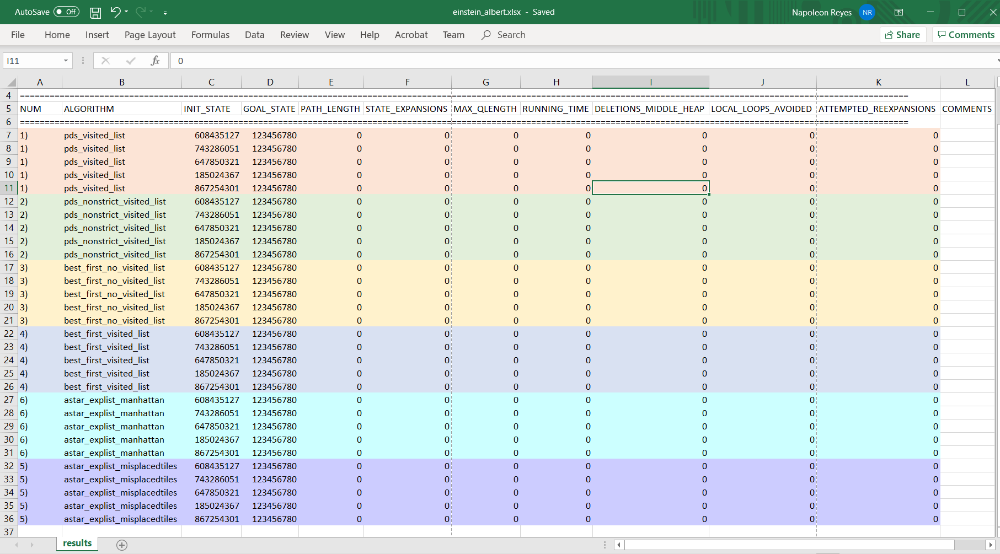 AutoSave Off einstein_albert.xlsx - Saved Napoleon Reyes NR
File Home Insert Page Layout Formulas Data Review View Help Acrobat Team Search Share Comments
I11 fx 0
A B C D E F G H I J K L
4 ==================================================================================================================================================================================
5 NUM ALGORITHM INIT_STATE GOAL_STATE PATH_LENGTH STATE_EXPANSIONS MAX_QLENGTH RUNNING_TIME DELETIONS_MIDDLE_HEAP LOCAL_LOOPS_AVOIDED ATTEMPTED_REEXPANSIONS COMMENTS
6 ==================================================================================================================================================================================
7 1) pds_visited_list 608435127 123456780 0 0 0 0 0 0 0
8 1) pds_visited_list 743286051 123456780 0 0 0 0 0 0 0
9 1) pds_visited_list 647850321 123456780 0 0 0 0 0 0 0
10 1) pds_visited_list 185024367 123456780 0 0 0 0 0 0 0
11 1) pds_visited_list 867254301 123456780 0 0 0 0 0 0 0
12 2) pds_nonstrict_visited_list 608435127 123456780 0 0 0 0 0 0 0
13 2) pds_nonstrict_visited_list 743286051 123456780 0 0 0 0 0 0 0
14 2) pds_nonstrict_visited_list 647850321 123456780 0 0 0 0 0 0 0
15 2) pds_nonstrict_visited_list 185024367 123456780 0 0 0 0 0 0 0
16 2) pds_nonstrict_visited_list 867254301 123456780 0 0 0 0 0 0 0
17 3) best_first_no_visited_list 608435127 123456780 0 0 0 0 0 0 0
18 3) best_first_no_visited_list 743286051 123456780 0 0 0 0 0 0 0
19 3) best_first_no_visited_list 647850321 123456780 0 0 0 0 0 0 0
20 3) best_first_no_visited_list 185024367 123456780 0 0 0 0 0 0 0
21 3) best_first_no_visited_list 867254301 123456780 0 0 0 0 0 0 0
22 4) best_first_visited_list 608435127 123456780 0 0 0 0 0 0 0
23 4) best_first_visited_list 743286051 123456780 0 0 0 0 0 0 0
24 4) best_first_visited_list 647850321 123456780 0 0 0 0 0 0 0
25 4) best_first_visited_list 185024367 123456780 0 0 0 0 0 0 0
26 4) best_first_visited_list 867254301 123456780 0 0 0 0 0 0 0
27 6) astar_explist_manhattan 608435127 123456780 0 0 0 0 0 0 0
28 6) astar_explist_manhattan 743286051 123456780 0 0 0 0 0 0 0
29 6) astar_explist_manhattan 647850321 123456780 0 0 0 0 0 0 0
30 6) astar_explist_manhattan 185024367 123456780 0 0 0 0 0 0 0
31 6) astar_explist_manhattan 867254301 123456780 0 0 0 0 0 0 0
32 5) astar_explist_misplacedtiles 608435127 123456780 0 0 0 0 0 0 0
33 5) astar_explist_misplacedtiles 743286051 123456780 0 0 0 0 0 0 0
34 5) astar_explist_misplacedtiles 647850321 123456780 0 0 0 0 0 0 0
35 5) astar_explist_misplacedtiles 185024367 123456780 0 0 0 0 0 0 0
36 5) astar_explist_misplacedtiles 867254301 123456780 0 0 0 0 0 0 0
37
results